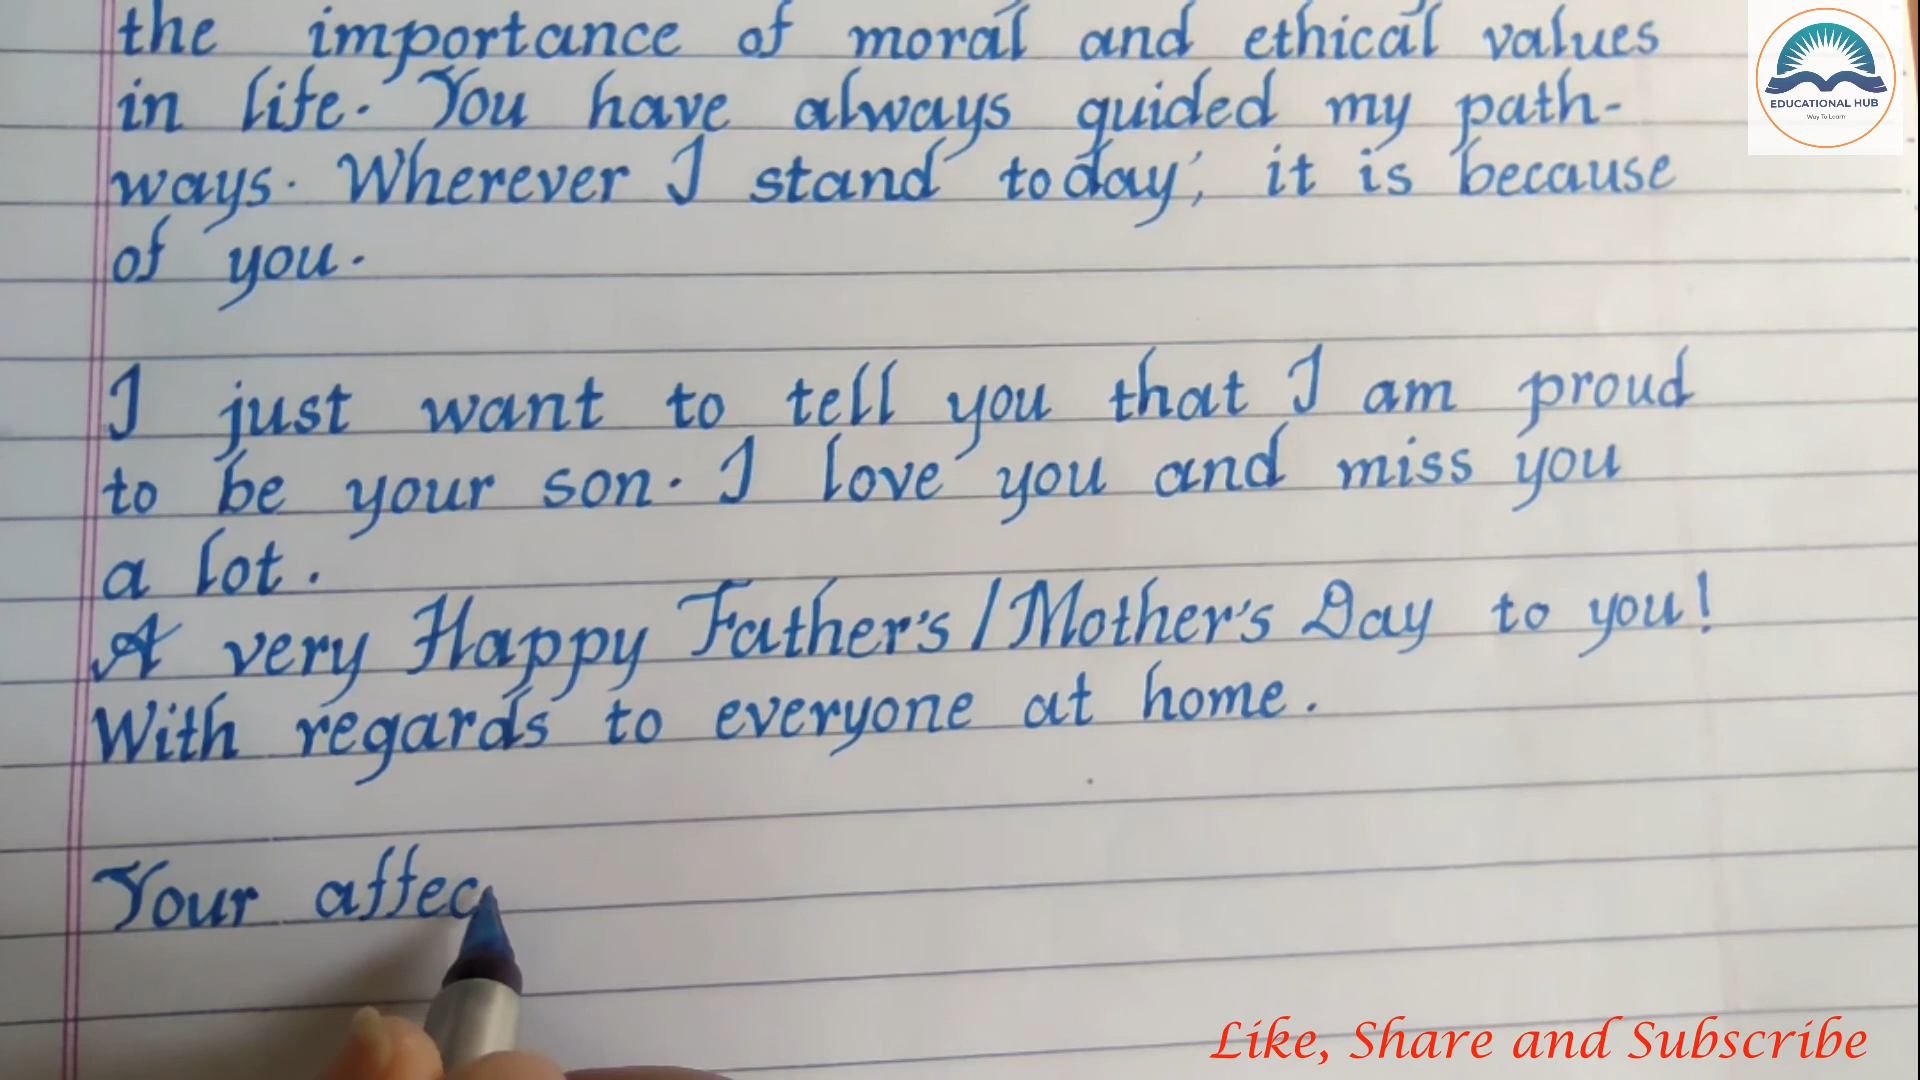 the importance of moral and ethical values
in life. You have always guided my path-
ways. Wherever I stand today, it is because
of you.
I just want to tell you that I am proud
to be your son. I love you and miss you
a lot.
A very Happy Father's/Mother's Day to you!
With regards to everyone at home.
Your affec
EDUCATIONAL HUB
Way To Learn
Like, Share and Subscribe